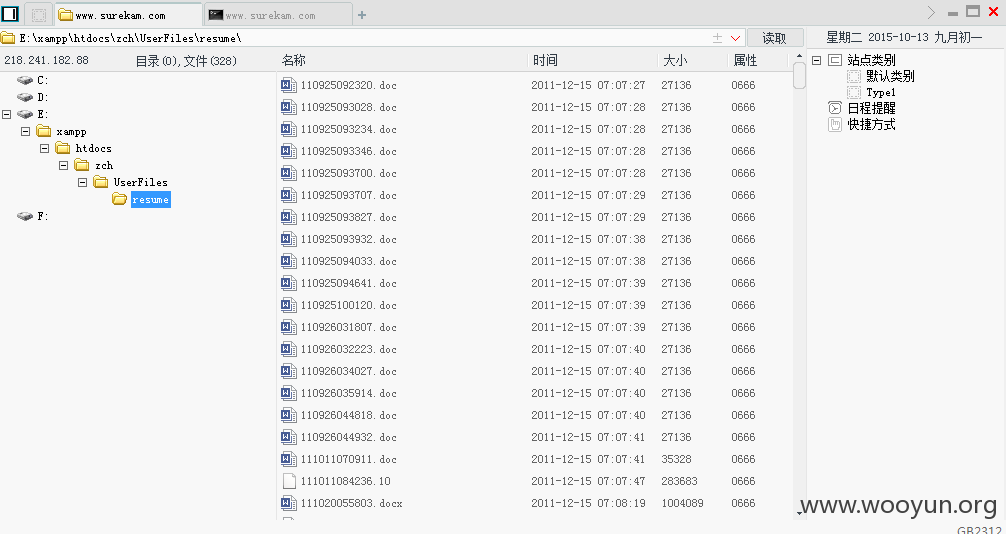 www.surekam.com www.surekam.com
E:\xampp\htdocs\zch\UserFiles\resume\ 读取 星期二 2015-10-13 九月初一
218.241.182.88 目录(0),文件(328) 名称 时间 大小 属性
C:
D:
E:
xampp
htdocs
zch
UserFiles
resume
F:
110925092320.doc 2011-12-15 07:07:27 27136 0666
110925093028.doc 2011-12-15 07:07:28 27136 0666
110925093234.doc 2011-12-15 07:07:28 27136 0666
110925093346.doc 2011-12-15 07:07:28 27136 0666
110925093700.doc 2011-12-15 07:07:28 27136 0666
110925093707.doc 2011-12-15 07:07:29 27136 0666
110925093827.doc 2011-12-15 07:07:29 27136 0666
110925093932.doc 2011-12-15 07:07:38 27136 0666
110925094033.doc 2011-12-15 07:07:38 27136 0666
110925094641.doc 2011-12-15 07:07:39 27136 0666
110925100120.doc 2011-12-15 07:07:39 27136 0666
110926031807.doc 2011-12-15 07:07:39 27136 0666
110926032223.doc 2011-12-15 07:07:40 27136 0666
110926034027.doc 2011-12-15 07:07:40 27136 0666
110926035914.doc 2011-12-15 07:07:40 27136 0666
110926044818.doc 2011-12-15 07:07:40 27136 0666
110926044932.doc 2011-12-15 07:07:41 27136 0666
111011070911.doc 2011-12-15 07:07:41 35328 0666
111011084236.10 2011-12-15 07:07:47 283683 0666
111020055803.docx 2011-12-15 07:08:19 1004089 0666
站点类别
默认类别
Type1
日程提醒
快捷方式
www.wooyun.org
GB2312